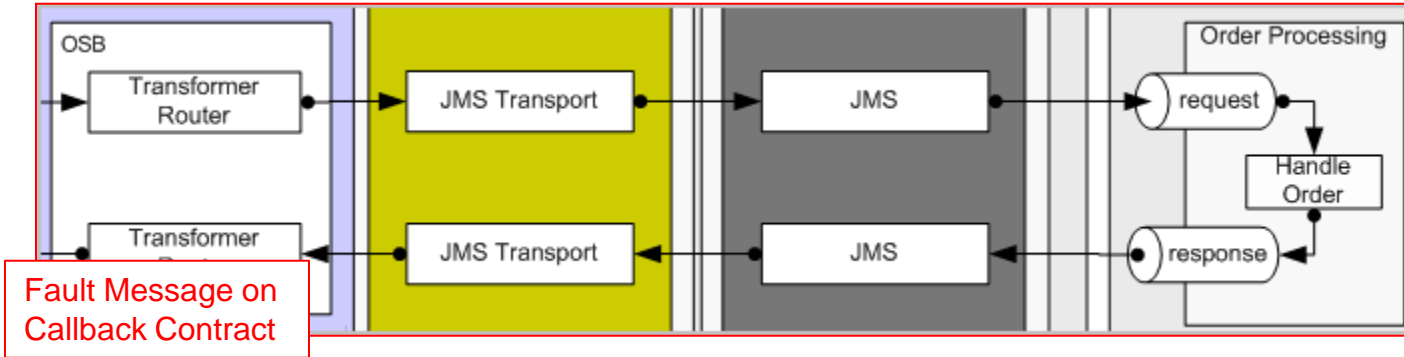 OSB
Order Processing
Transformer
Router
JMS Transport
JMS
request
Handle
Order
Transformer
JMS Transport
JMS
response
Fault Message on
Callback Contract